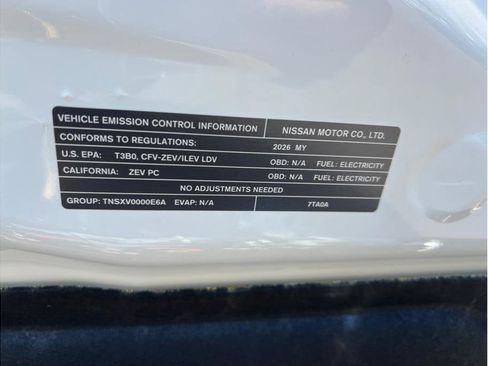 VEHICLE EMISSION CONTROL INFORMATION NISSAN MOTOR CO., LTD.
CONFORMS TO REGULATIONS: 2026 MY
U.S. EPA: T3B0, CFV-ZEV/ILEV LDV OBD: N/A FUEL: ELECTRICITY
CALIFORNIA: ZEV PC OBD: N/A FUEL: ELECTRICITY
NO ADJUSTMENTS NEEDED
GROUP: TNSXV0000E6A EVAP: N/A 7TA0A